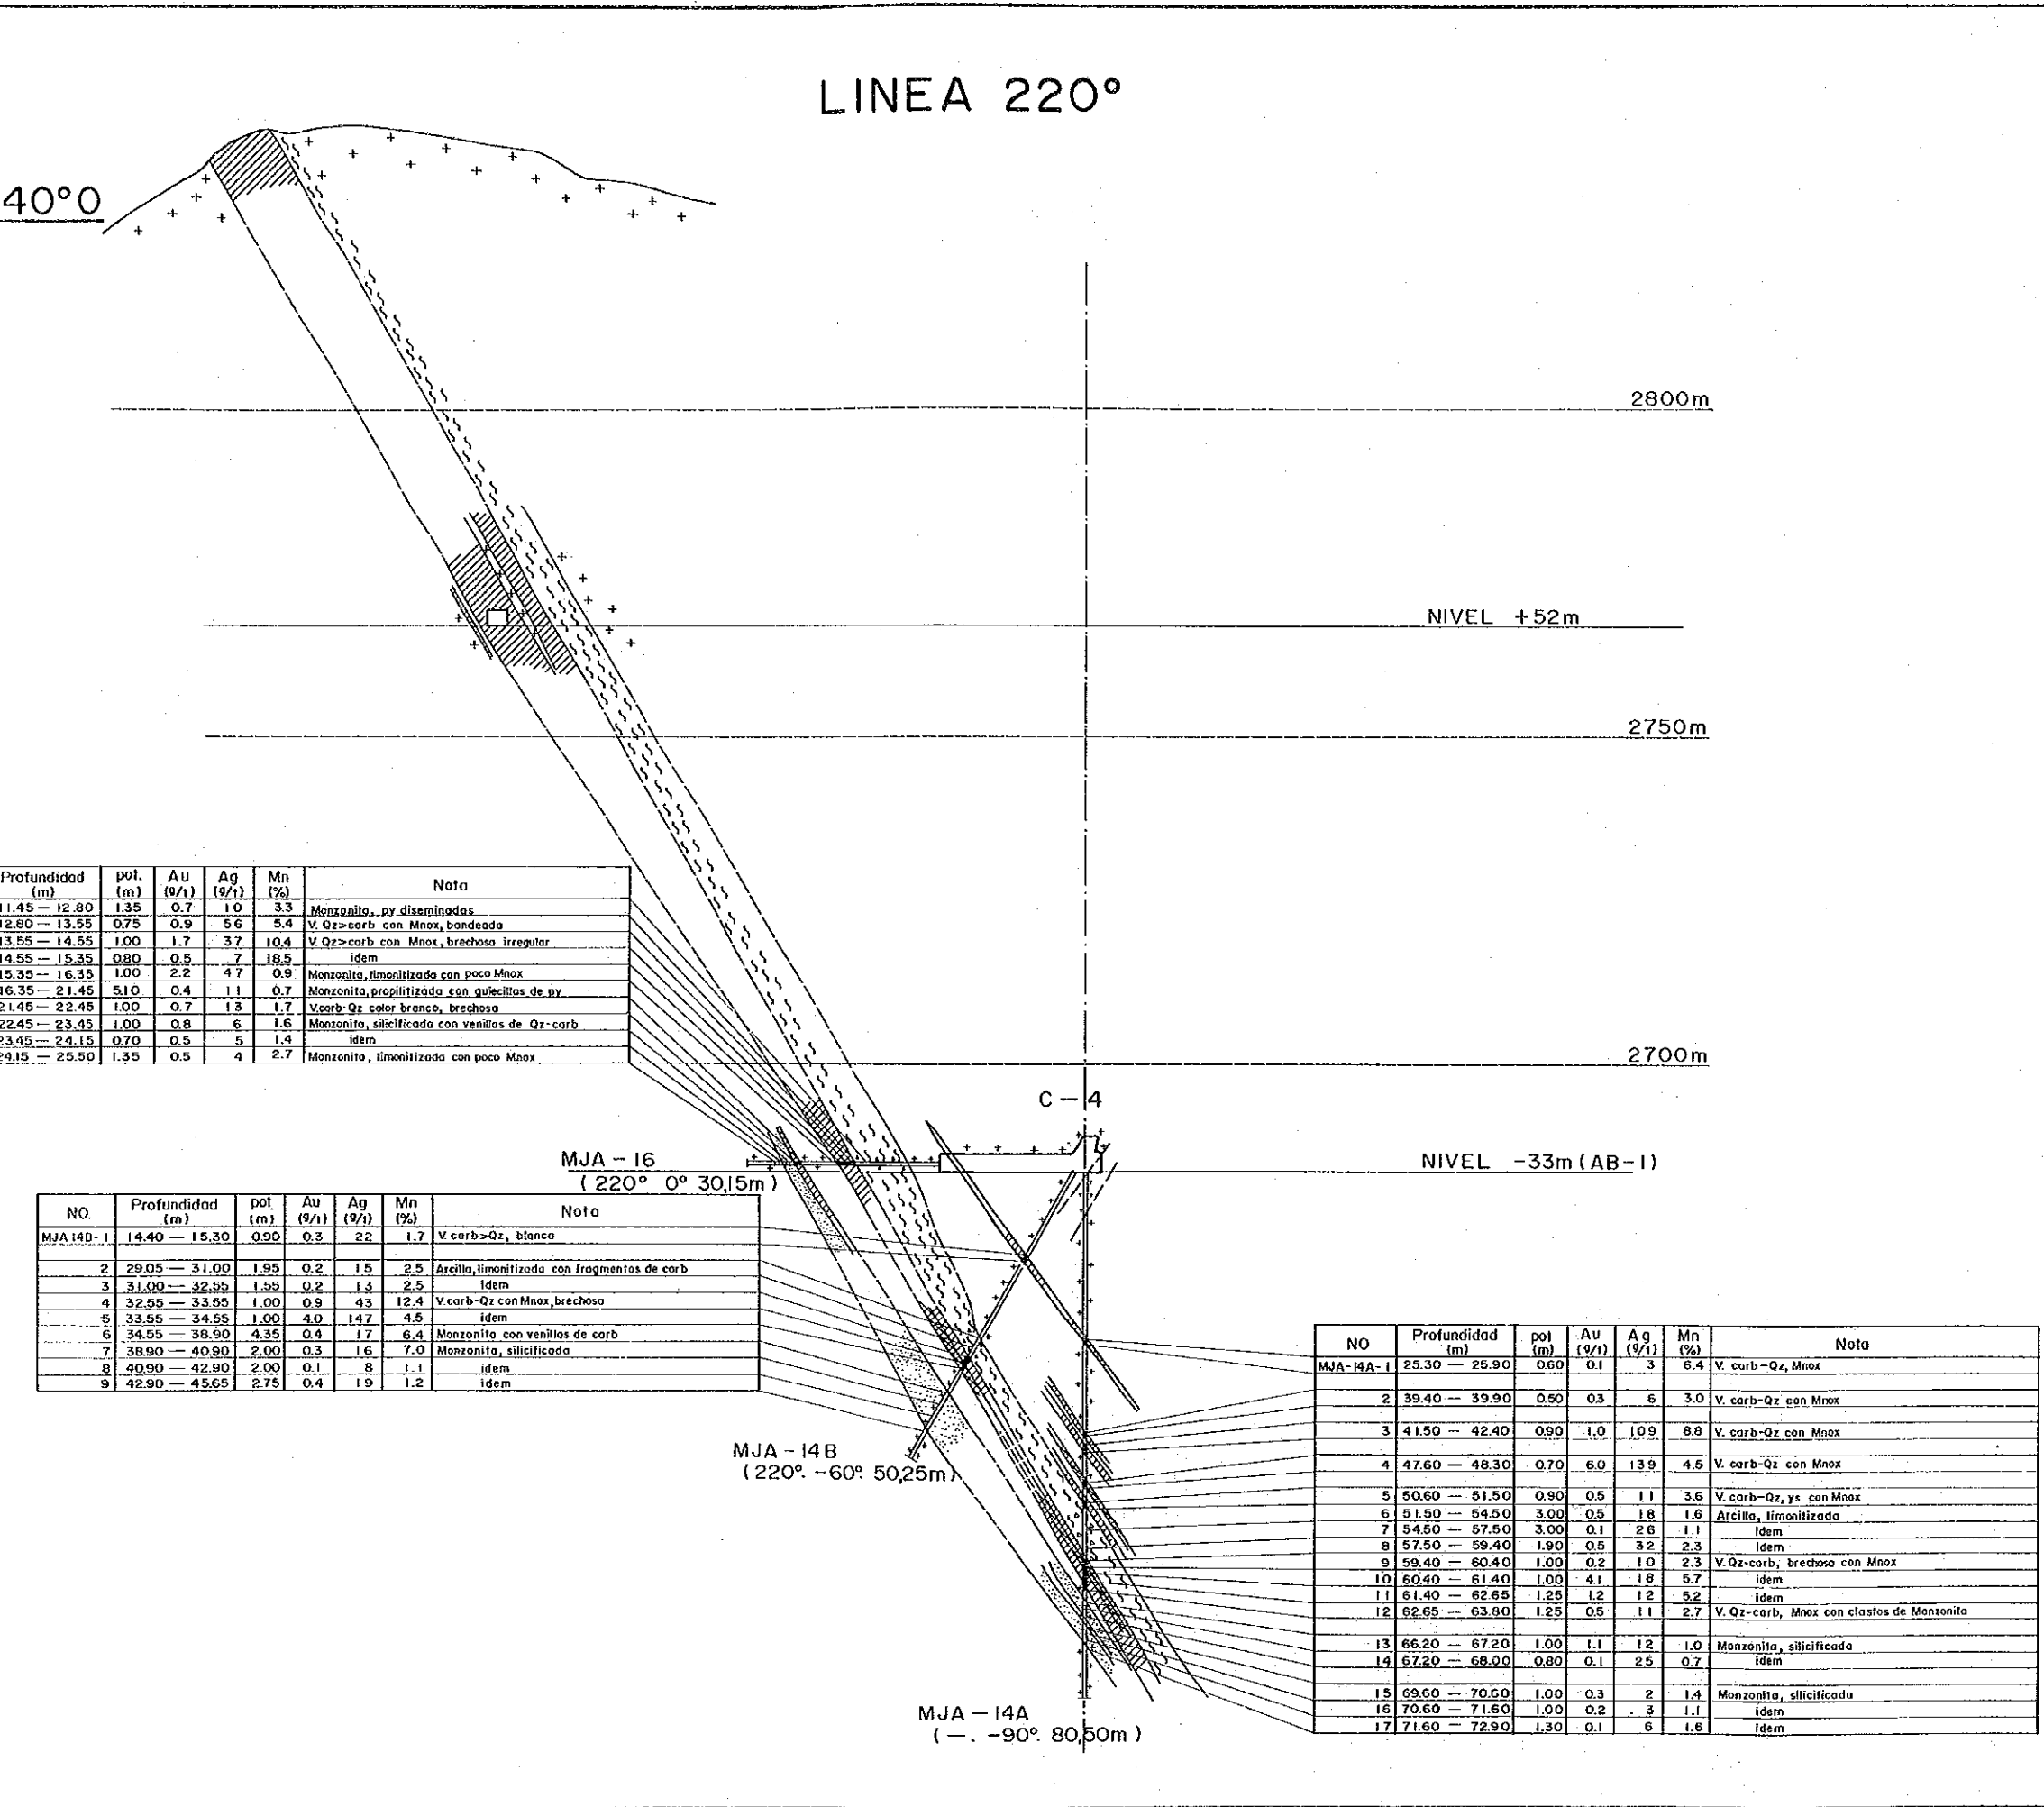 LINEA 220°
40°0
2800m
NIVEL +52m
2750m
Profundidad (m) pot. (m) Au (g/t) Ag (g/t) Mn (%) Nota
11.45 — 12.80 1.35 0.7 10 3.3 Monzonita, py diseminadas
12.80 — 13.55 0.75 0.9 56 5.4 V. Qz>carb con Mnox, bandeada
13.55 — 14.55 1.00 1.7 37 10.4 V. Qz>carb con Mnox, brechosa irregular
14.55 — 15.35 0.80 0.5 7 18.5 idem
15.35 — 16.35 1.00 2.2 47 0.9 Monzonita, limonitizada con poco Mnox
16.35 — 21.45 5.10 0.4 11 0.7 Monzonita, propilitizada con guiecillas de py
21.45 — 22.45 1.00 0.7 13 1.7 V.carb-Qz color branco, brechosa
22.45 — 23.45 1.00 0.8 6 1.6 Monzonita, silicificada con venillas de Qz-carb
23.45 — 24.15 0.70 0.5 5 1.4 idem
24.15 — 25.50 1.35 0.5 4 2.7 Monzonita, limonitizada con poco Mnox
2700m
C-4
MJA-16
(220° 0° 30,15m)
NIVEL -33m (AB-1)
NO. Profundidad (m) pot. (m) Au (g/t) Ag (g/t) Mn (%) Nota
MJA-14B-1 14.40 — 15.30 0.90 0.3 22 1.7 V. carb>Qz, blanca
2 29.05 — 31.00 1.95 0.2 15 2.5 Arcilla, limonitizada con fragmentos de carb
3 31.00 — 32.55 1.55 0.2 13 2.5 idem
4 32.55 — 33.55 1.00 0.9 43 12.4 V.carb-Qz con Mnox, brechosa
5 33.55 — 34.55 1.00 4.0 147 4.5 idem
6 34.55 — 38.90 4.35 0.4 17 6.4 Monzonita con venillos de carb
7 38.90 — 40.90 2.00 0.3 16 7.0 Monzonita, silicificada
8 40.90 — 42.90 2.00 0.1 8 1.1 idem
9 42.90 — 45.65 2.75 0.4 19 1.2 idem
MJA-14B
(220°. -60°. 50,25m)
NO Profundidad (m) pot (m) Au (g/t) Ag (g/t) Mn (%) Nota
MJA-14A-1 25.30 — 25.90 0.60 0.1 3 6.4 V. carb-Qz, Mnox
2 39.40 — 39.90 0.50 0.3 6 3.0 V. carb-Qz con Mnox
3 41.50 — 42.40 0.90 1.0 109 8.8 V. carb-Qz con Mnox
4 47.60 — 48.30 0.70 6.0 139 4.5 V. carb-Qz con Mnox
5 50.60 — 51.50 0.90 0.5 11 3.6 V. carb-Qz, ys con Mnox
6 51.50 — 54.50 3.00 0.5 18 1.6 Arcilla, limonitizada
7 54.50 — 57.50 3.00 0.1 26 1.1 idem
8 57.50 — 59.40 1.90 0.5 32 2.3 idem
9 59.40 — 60.40 1.00 0.2 10 2.3 V. Qz>carb, brechosa con Mnox
10 60.40 — 61.40 1.00 4.1 18 5.7 idem
11 61.40 — 62.65 1.25 1.2 12 5.2 idem
12 62.65 — 63.80 1.25 0.5 11 2.7 V. Qz-carb, Mnox con clastos de Monzonita
13 66.20 — 67.20 1.00 1.1 12 1.0 Monzonita, silicificada
14 67.20 — 68.00 0.80 0.1 25 0.7 idem
15 69.60 — 70.60 1.00 0.3 2 1.4 Monzonita, silicificada
16 70.60 — 71.60 1.00 0.2 3 1.1 idem
17 71.60 — 72.90 1.30 0.1 6 1.6 idem
MJA-14A
(—. -90°. 80,50m)